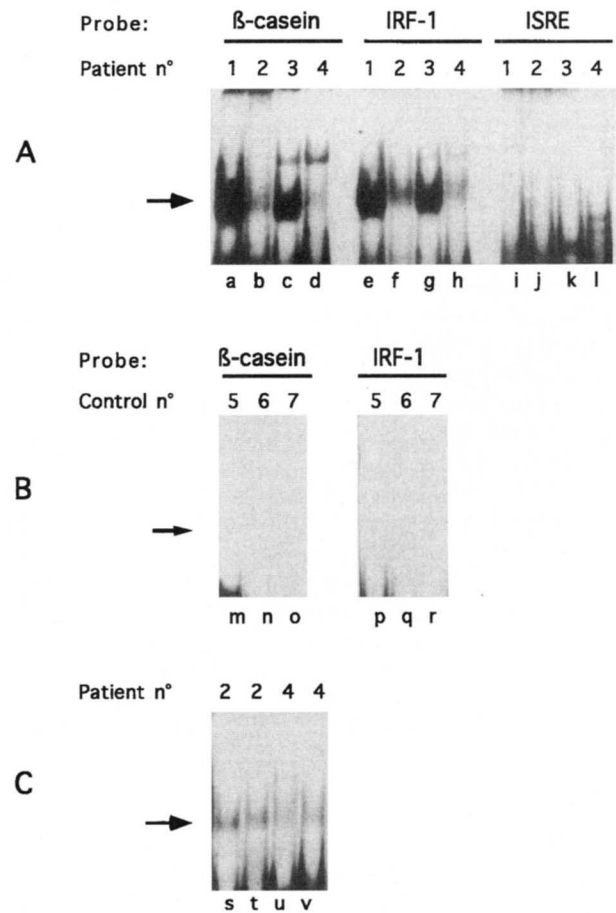 Probe: ß-casein IRF-1 ISRE
Patient n° 1 2 3 4 1 2 3 4 1 2 3 4
A
a b c d e f g h i j k l
Probe: ß-casein IRF-1
Control n° 5 6 7 5 6 7
B
m n o p q r
Patient n° 2 2 4 4
C
s t u v